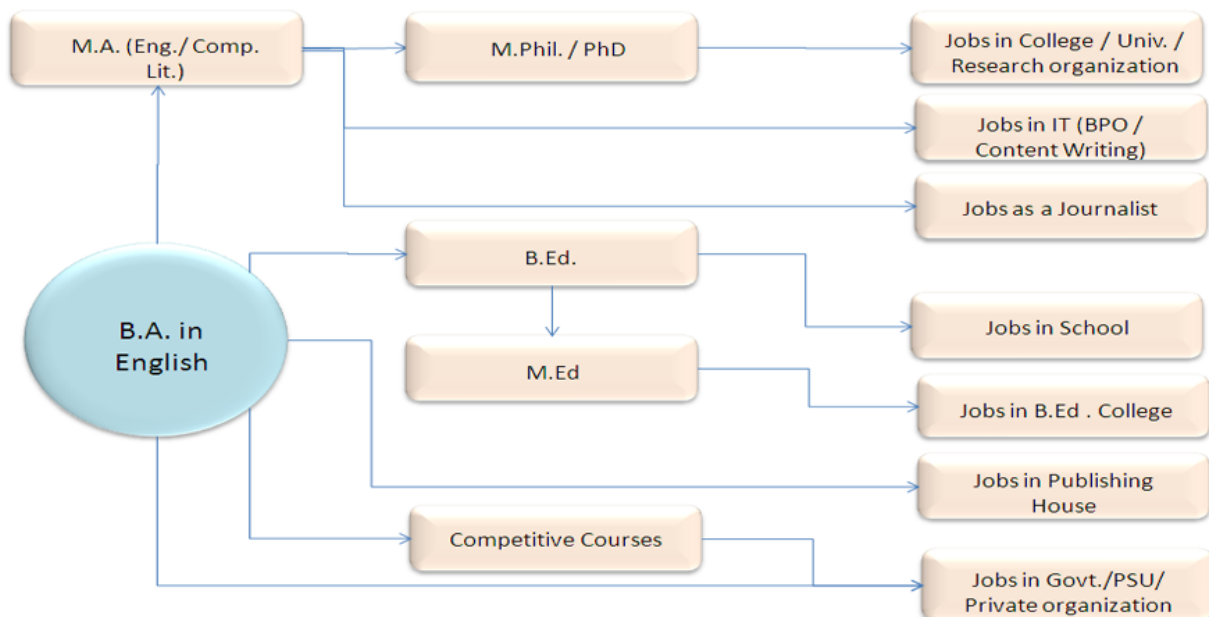 M.A. (Eng./ Comp.
Lit.)
M.Phil. / PhD
Jobs in College / Univ. /
Research organization
Jobs in IT (BPO /
Content Writing)
Jobs as a Journalist
B.Ed.
B.A. in
English
Jobs in School
M.Ed
Jobs in B.Ed . College
Jobs in Publishing
House
Competitive Courses
Jobs in Govt./PSU/
Private organization